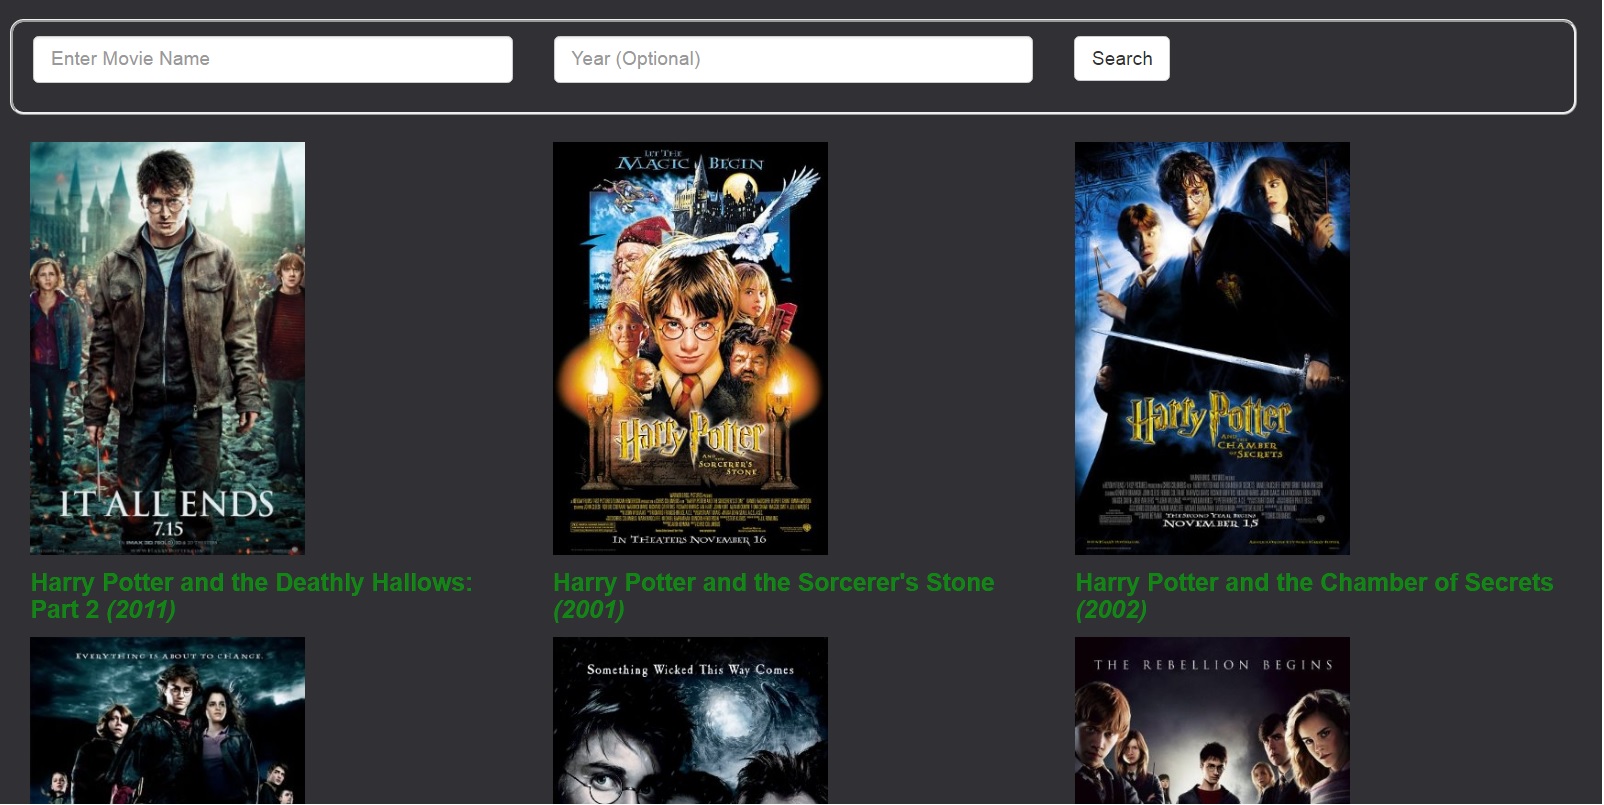 Enter Movie Name
Year (Optional)
Search
IT ALL ENDS
7.15
LET THE
MAGIC BEGIN
Harry Potter
AND THE
SORCERER'S
STONE
IN THEATERS NOVEMBER 16
Harry Potter
AND THE
CHAMBER
OF SECRETS
THE SECOND YEAR BEGINS
NOVEMBER 15
Harry Potter and the Deathly Hallows:
Part 2 (2011)
Harry Potter and the Sorcerer's Stone
(2001)
Harry Potter and the Chamber of Secrets
(2002)
EVERYTHING IS ABOUT TO CHANGE.
Something Wicked This Way Comes
THE REBELLION BEGINS